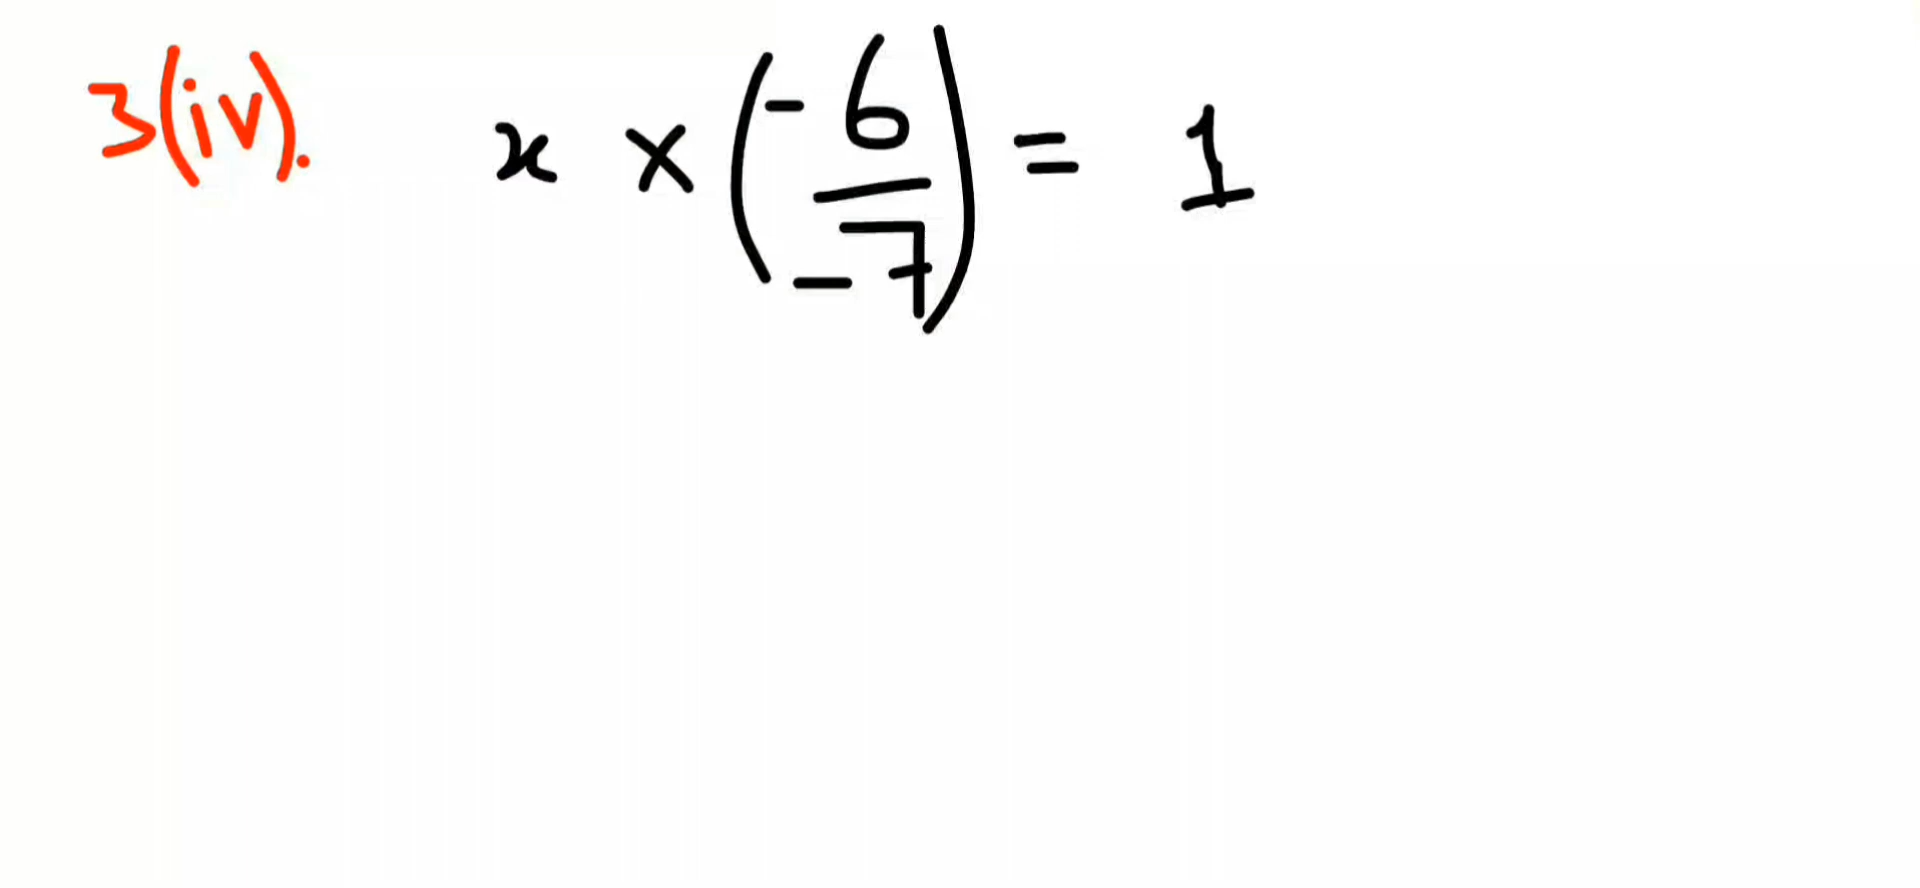 3(iv). x × (-6/-7) = 1